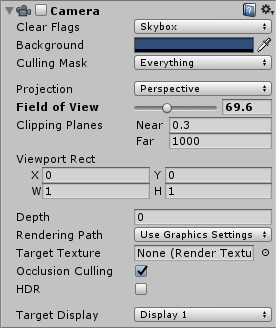 Camera
Clear Flags Skybox
Background
Culling Mask Everything
Projection Perspective
Field of View 69.6
Clipping Planes Near 0.3
Far 1000
Viewport Rect
X 0 Y 0
W 1 H 1
Depth 0
Rendering Path Use Graphics Settings
Target Texture None (Render Textu
Occlusion Culling
HDR
Target Display Display 1